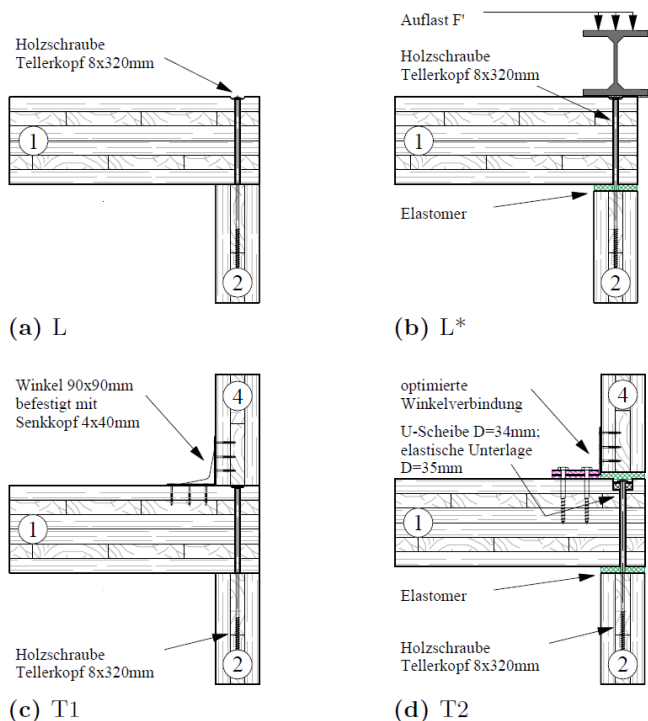 Holzschraube
Tellerkopf 8x320mm
1
2
(a) L
Auflast F'
Holzschraube
Tellerkopf 8x320mm
1
Elastomer
2
(b) L*
Winkel 90x90mm
befestigt mit
Senkkopf 4x40mm
4
1
Holzschraube
Tellerkopf 8x320mm
2
(c) T1
optimierte
Winkelverbindung
U-Scheibe D=34mm;
elastische Unterlage
D=35mm
4
1
Elastomer
Holzschraube
Tellerkopf 8x320mm
2
(d) T2